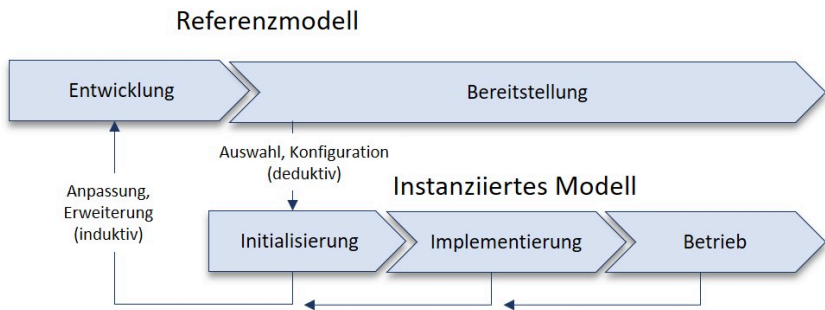 Referenzmodell
Entwicklung
Bereitstellung
Auswahl, Konfiguration
(deduktiv)
Anpassung,
Erweiterung
(induktiv)
Instanziiertes Modell
Initialisierung
Implementierung
Betrieb